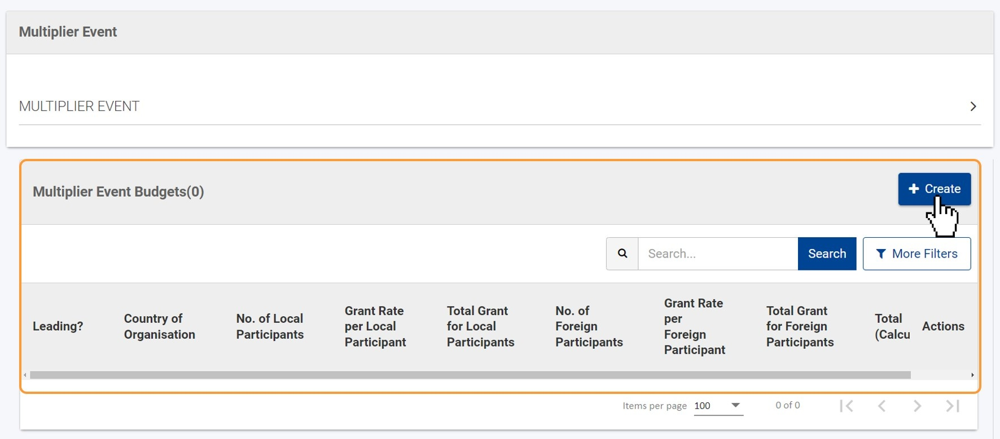 Multiplier Event
MULTIPLIER EVENT
Multiplier Event Budgets(0)
Create
Search...
Search
More Filters
Leading?
Country of
Organisation
No. of Local
Participants
Grant Rate
per Local
Participant
Total Grant
for Local
Participants
No. of
Foreign
Participants
Grant Rate
per
Foreign
Participant
Total Grant
for Foreign
Participants
Total
(Calcu
Actions
Items per page
100
0 of 0